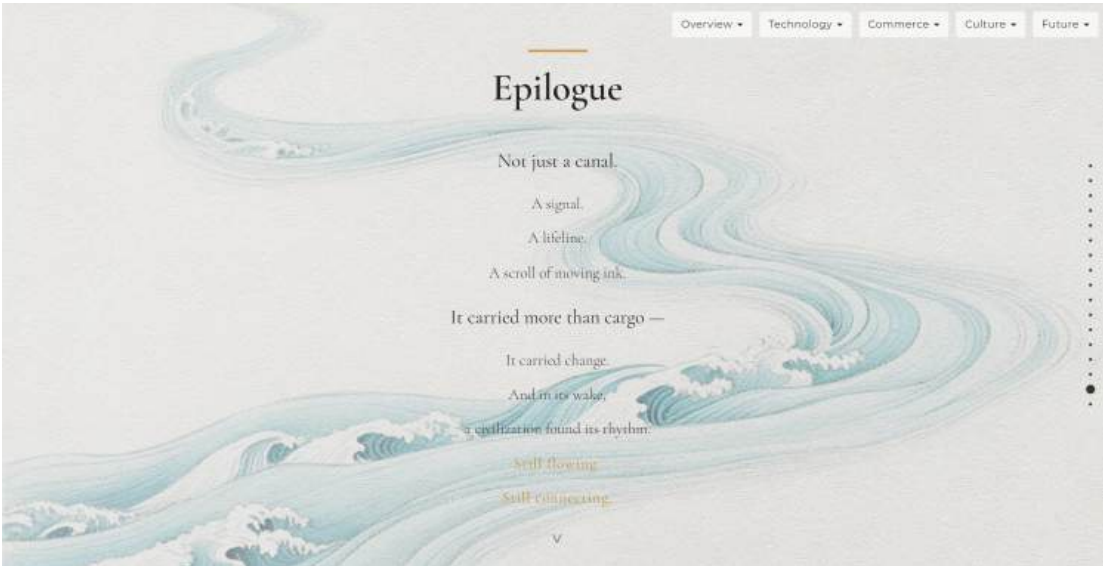 Overview Technology Commerce Culture Future
Epilogue
Not just a canal.
A signal.
A lifeline.
A scroll of moving ink.
It carried more than cargo —
It carried change.
And in its wake,
a civilization found its rhythm.
Still flowing.
Still connecting.